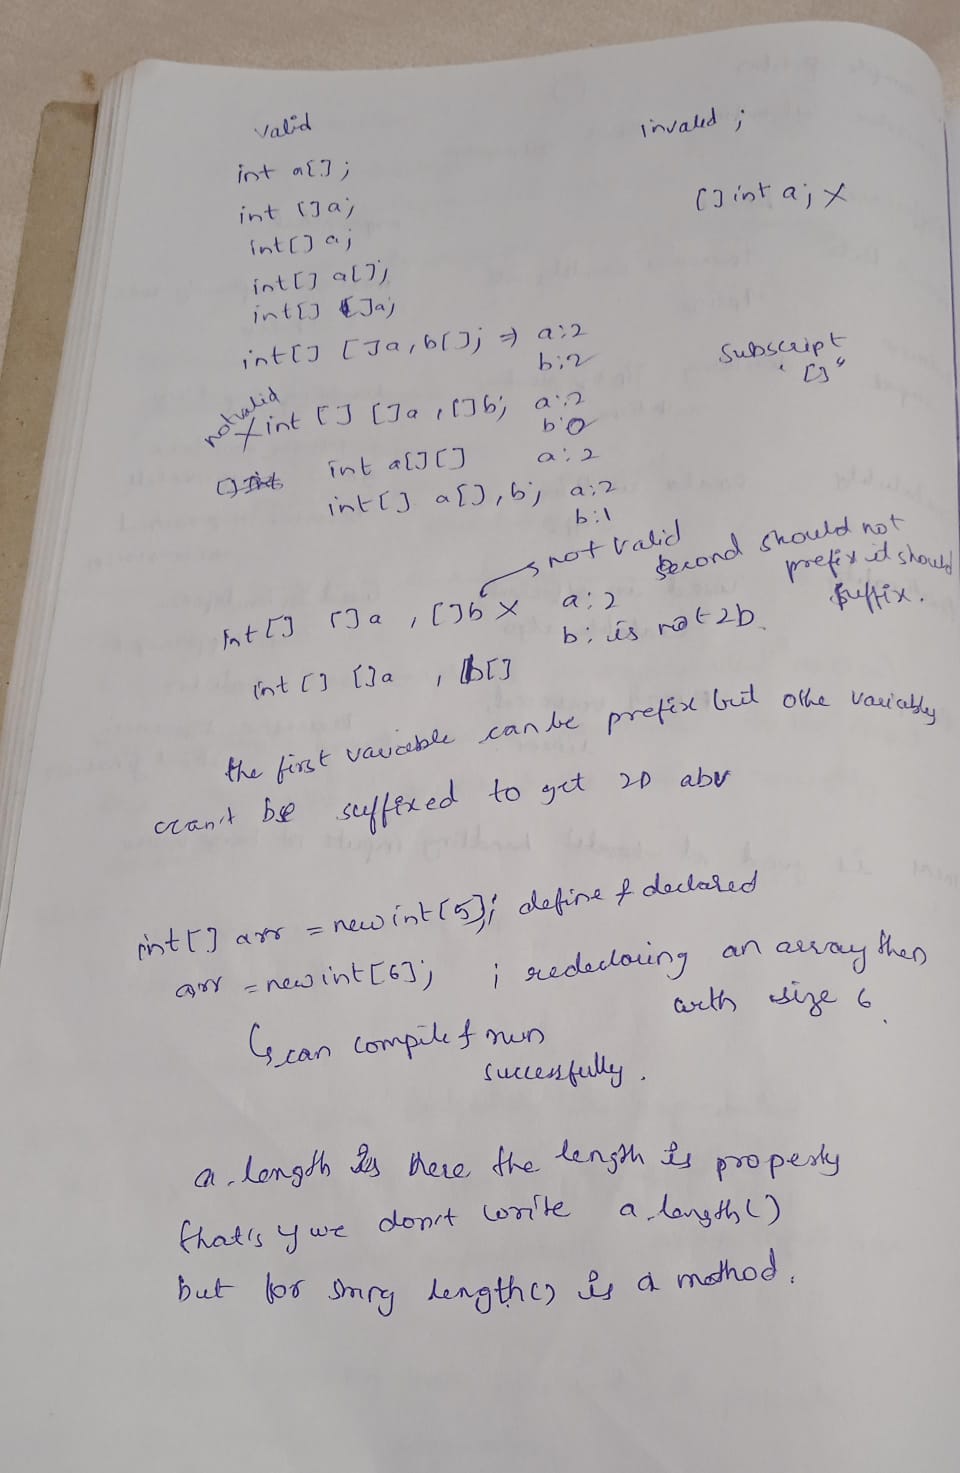 valid
invaled ;
int a[];
int []a;
[] int a; X
int[] a;
int[] a[];
int[] []a;
int[] []a, b[]; => a:2
b:2
Subscript
"[]"
not valid
X int [] []a, []b; a:2
b:0
int a[][] a:2
int[] a[], b; a:2
b:1
not valid
Second should not
prefix it should
suffix.
int[] []a , []b X a:2
b: is not 2D.
int [] []a , b[]
the first variable can be prefix but othe variably
can't be suffixed to get 2D
int[] arr = new int[5]; define & declared
arr = new int[6]; ; redeclaring an array then
with size 6.
can compile & run
successfully.
a.length is here the length is property
that's y we don't write a.length()
but for string length() is a method.